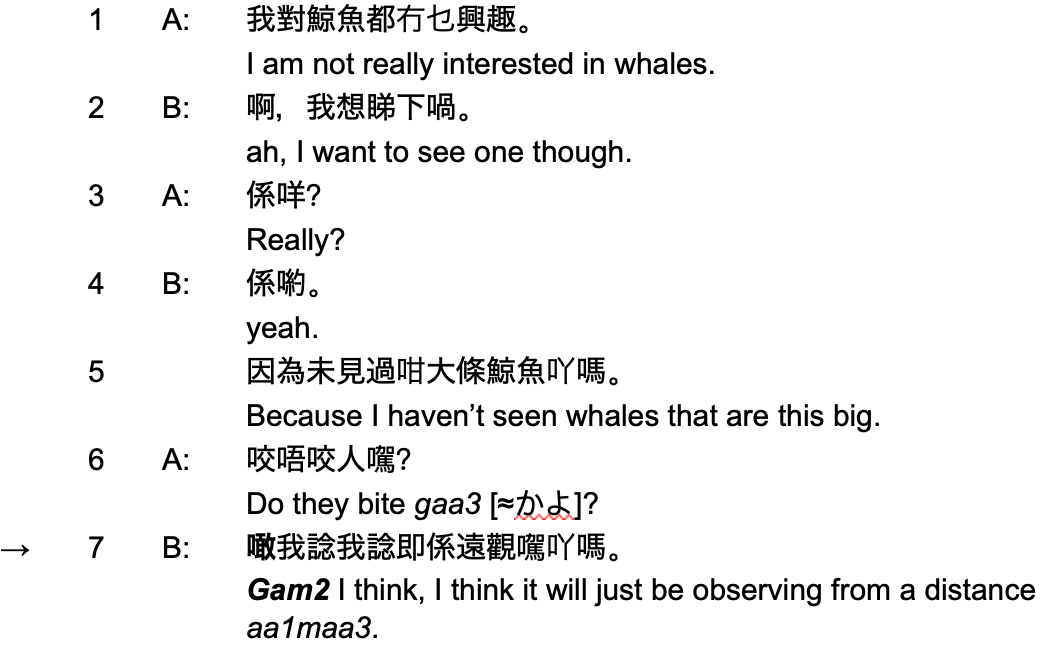 1 A: 我對鯨魚都冇乜興趣。
I am not really interested in whales.
2 B: 啊，我想睇下喎。
ah, I want to see one though.
3 A: 係咩?
Really?
4 B: 係喲。
yeah.
5 因為未見過咁大條鯨魚吖嗎。
Because I haven’t seen whales that are this big.
6 A: 咬唔咬人㗎?
Do they bite gaa3 [≈かよ]?
→ 7 B: 噉我諗我諗即係遠觀㗎吖嗎。
Gam2 I think, I think it will just be observing from a distance
aa1maa3.